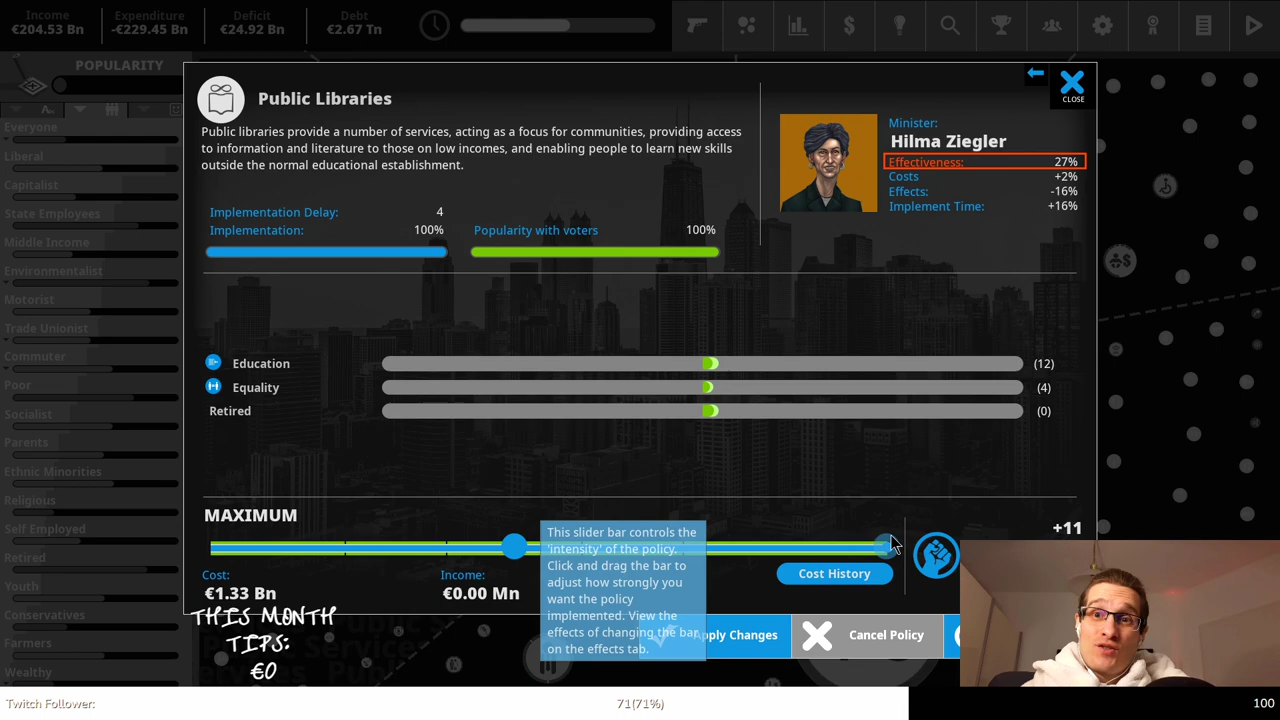 Income
Expenditure
Deficit
Debt
€204.53 Bn
-€229.45 Bn
€24.92 Bn
€2.67 Tn
POPULARITY
Everyone
Liberal
Capitalist
State Employees
Middle Income
Environmentalist
Motorist
Trade Unionist
Commuter
Poor
Socialist
Parents
Ethnic Minorities
Religious
Self Employed
Retired
Youth
Conservatives
Farmers
Wealthy
Public Libraries
Public libraries provide a number of services, acting as a focus for communities, providing access
to information and literature to those on low incomes, and enabling people to learn new skills
outside the normal educational establishment.
Implementation Delay: 4
Implementation: 100%
Popularity with voters 100%
CLOSE
Minister:
Hilma Ziegler
Effectiveness: 27%
Costs +2%
Effects: -16%
Implement Time: +16%
Education (12)
Equality (4)
Retired (0)
MAXIMUM
+11
This slider bar controls the
'intensity' of the policy.
Click and drag the bar to
adjust how strongly you
want the policy
implemented. View the
effects of changing the bar
on the effects tab.
Cost:
€1.33 Bn
Income:
€0.00 Mn
Cost History
Apply Changes
Cancel Policy
THIS MONTH
TIPS:
€0
Twitch Follower:
71(71%)
100